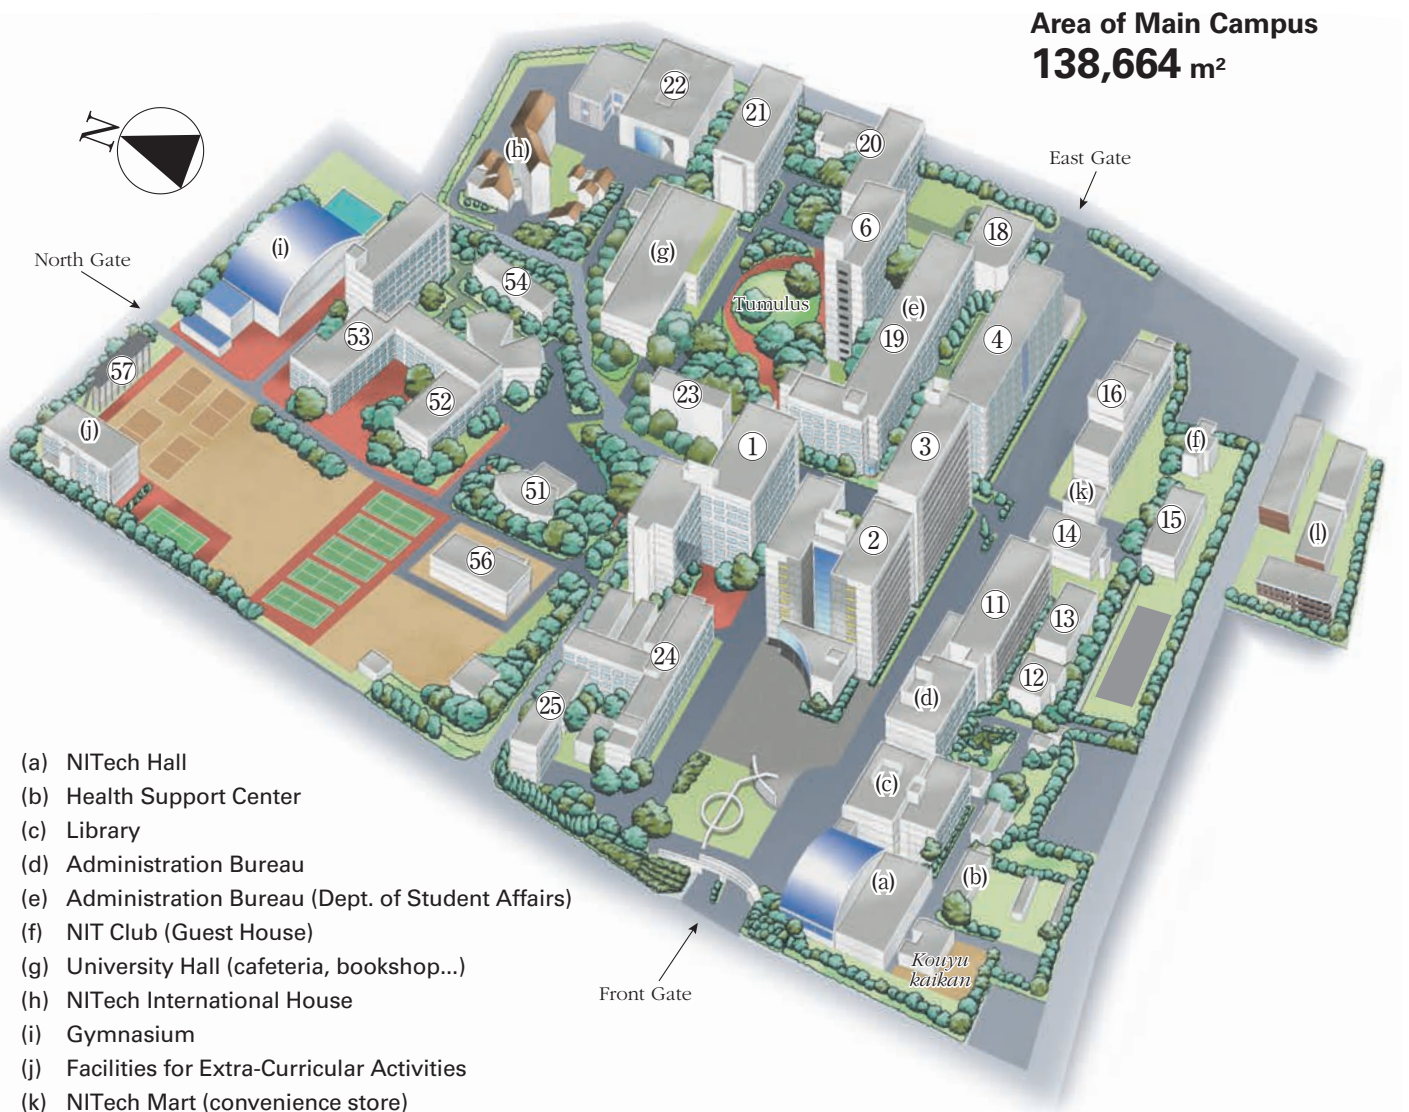 Area of Main Campus
138,664 m²
N
22
21
20
(h)
East Gate
6
18
(i)
(g)
North Gate
54
Tumulus
(e)
53
19
4
57
16
52
23
(j)
1
3
(f)
(k)
51
15
14
(l)
2
56
11
13
24
12
25
(d)
(c)
(a)
(b)
Kouyu
kaikan
Front Gate
(a) NITech Hall
(b) Health Support Center
(c) Library
(d) Administration Bureau
(e) Administration Bureau (Dept. of Student Affairs)
(f) NIT Club (Guest House)
(g) University Hall (cafeteria, bookshop...)
(h) NITech International House
(i) Gymnasium
(j) Facilities for Extra-Curricular Activities
(k) NITech Mart (convenience store)